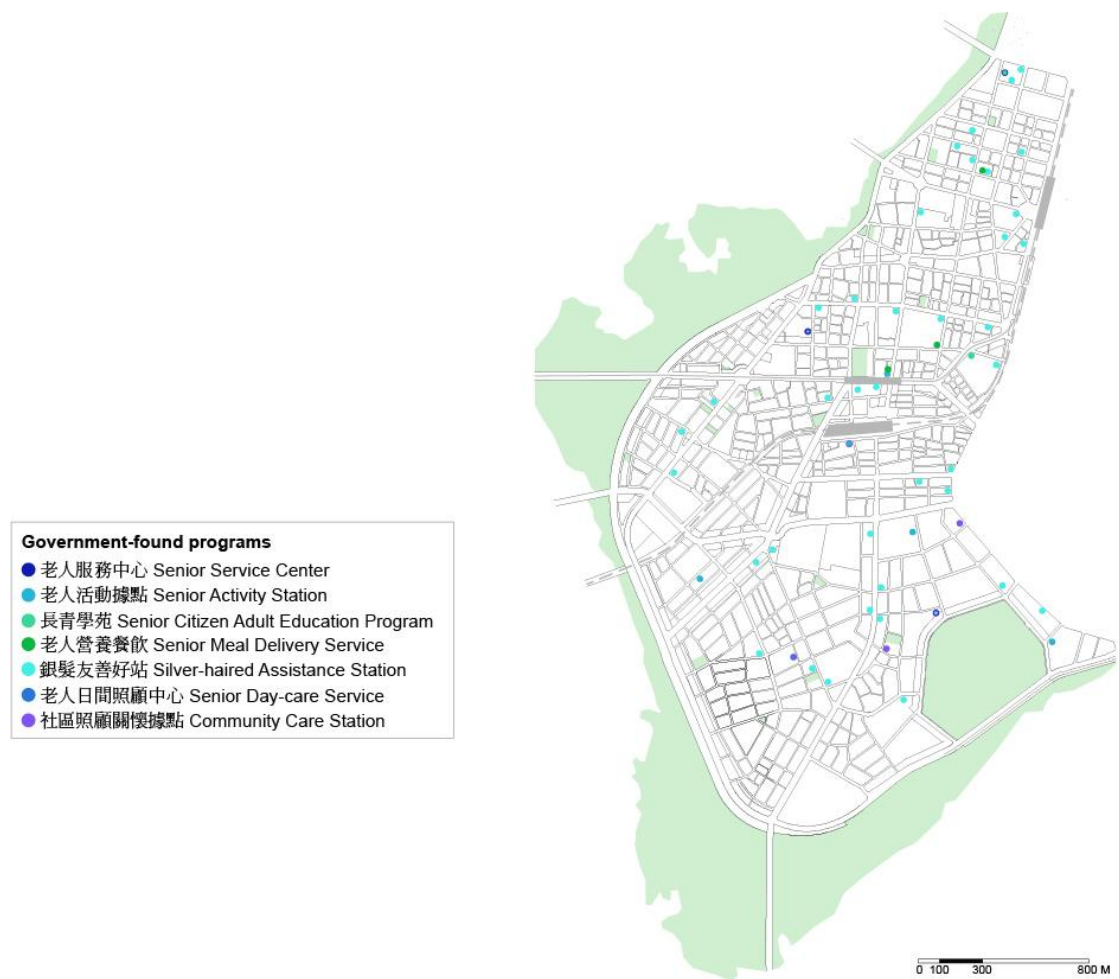 Government-found programs
老人服務中心 Senior Service Center
老人活動據點 Senior Activity Station
長青學苑 Senior Citizen Adult Education Program
老人營養餐飲 Senior Meal Delivery Service
銀髮友善好站 Silver-haired Assistance Station
老人日間照顧中心 Senior Day-care Service
社區照顧關懷據點 Community Care Station
0 100 300 800 M